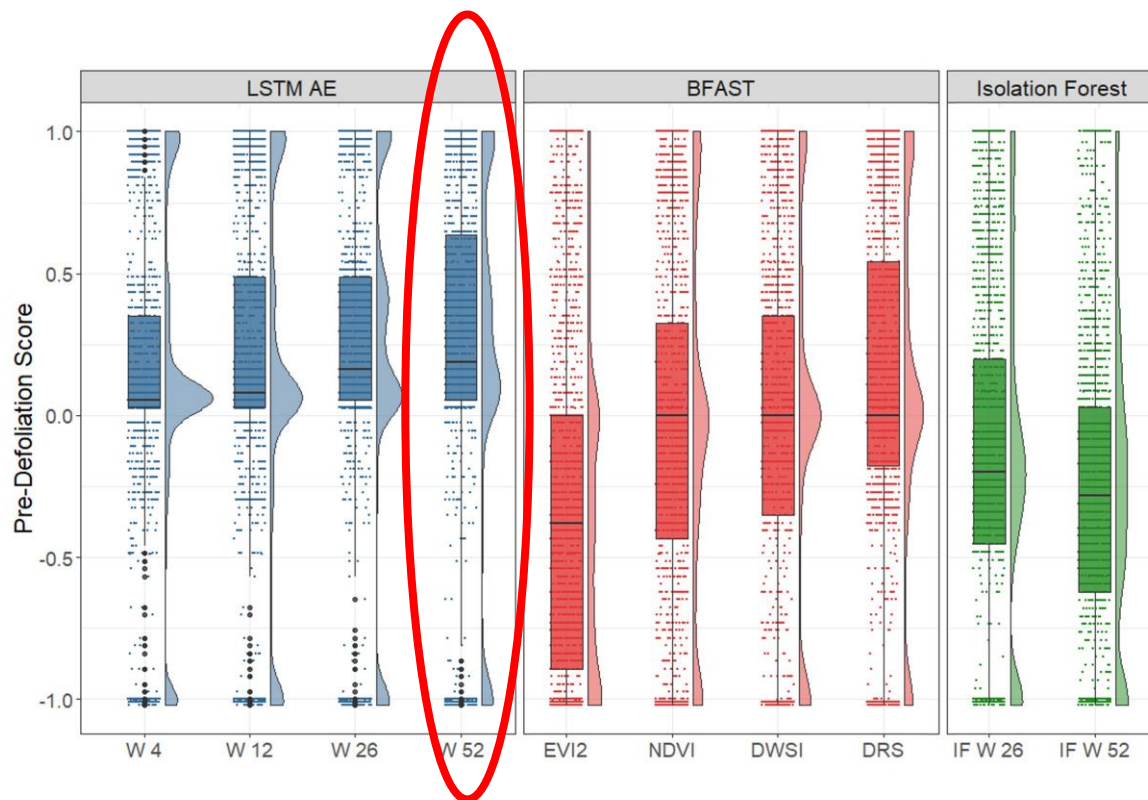 LSTM AE BFAST Isolation Forest
Pre-Defoliation Score
1.0
0.5
0.0
-0.5
-1.0
W 4 W 12 W 26 W 52 EVI2 NDVI DWSI DRS IF W 26 IF W 52